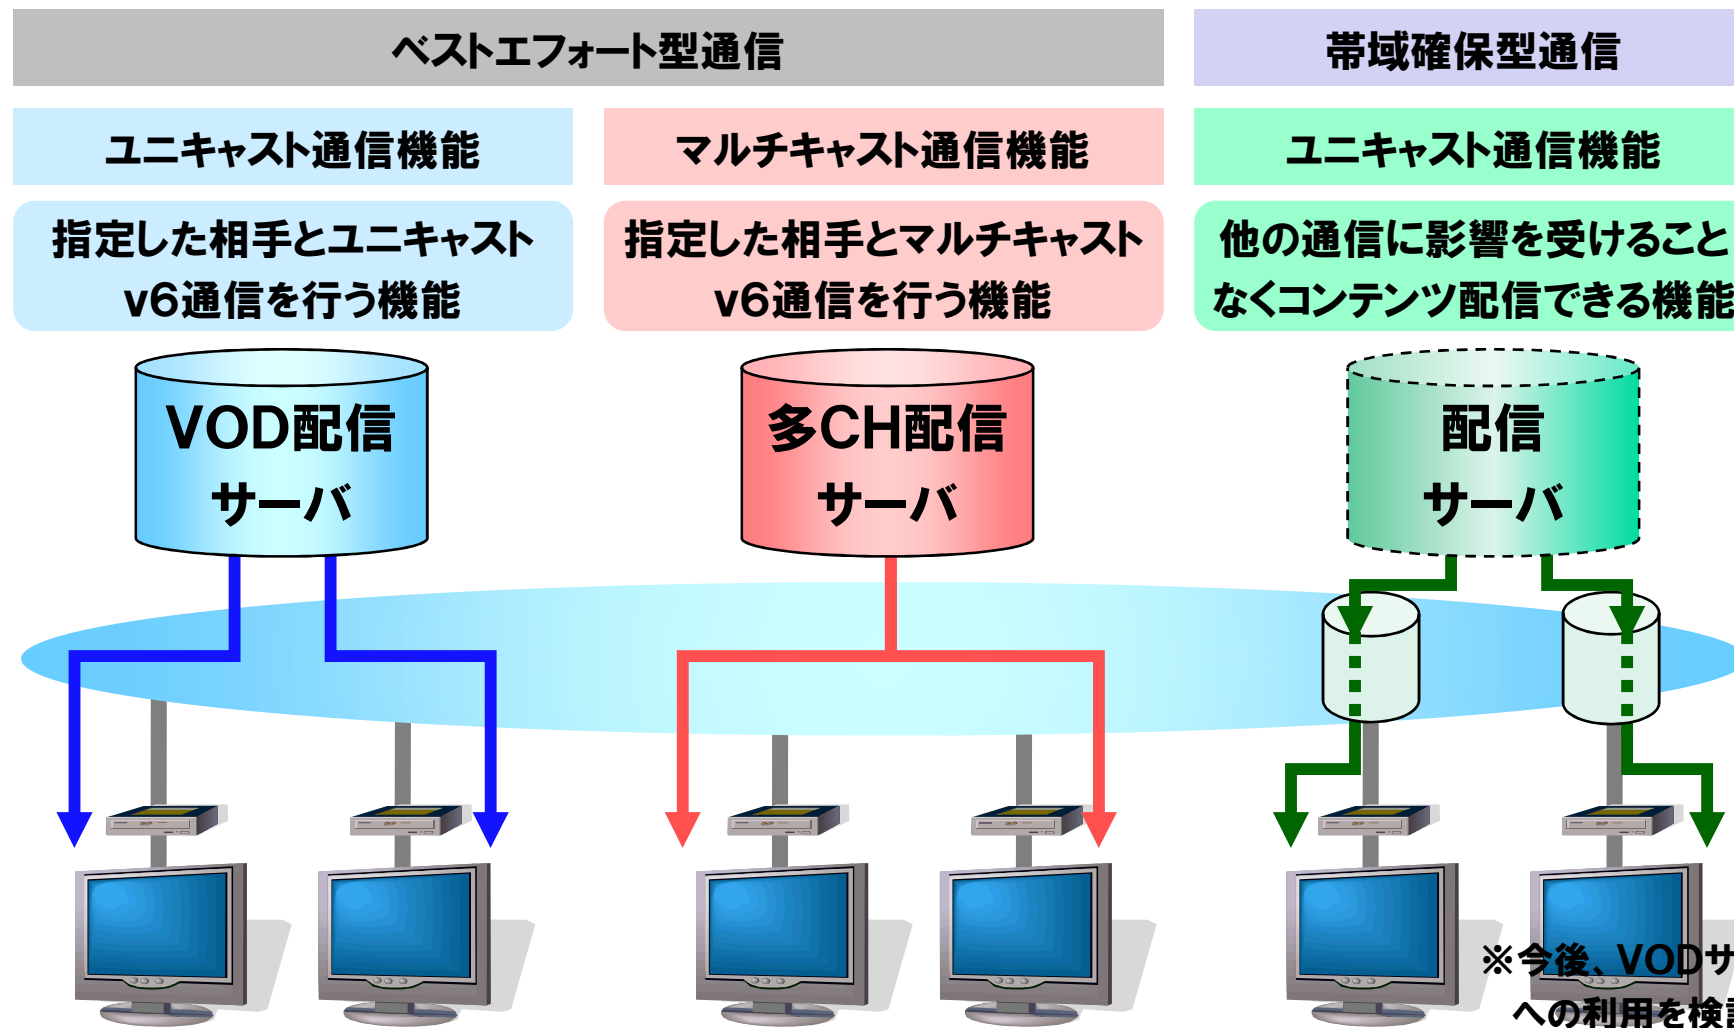 ベストエフォート型通信
帯域確保型通信
ユニキャスト通信機能
マルチキャスト通信機能
ユニキャスト通信機能
指定した相手とユニキャスト
v6通信を行う機能
指定した相手とマルチキャスト
v6通信を行う機能
他の通信に影響を受けること
なくコンテンツ配信できる機能
VOD配信
サーバ
多CH配信
サーバ
配信
サーバ
※今後、VODサ
への利用を検